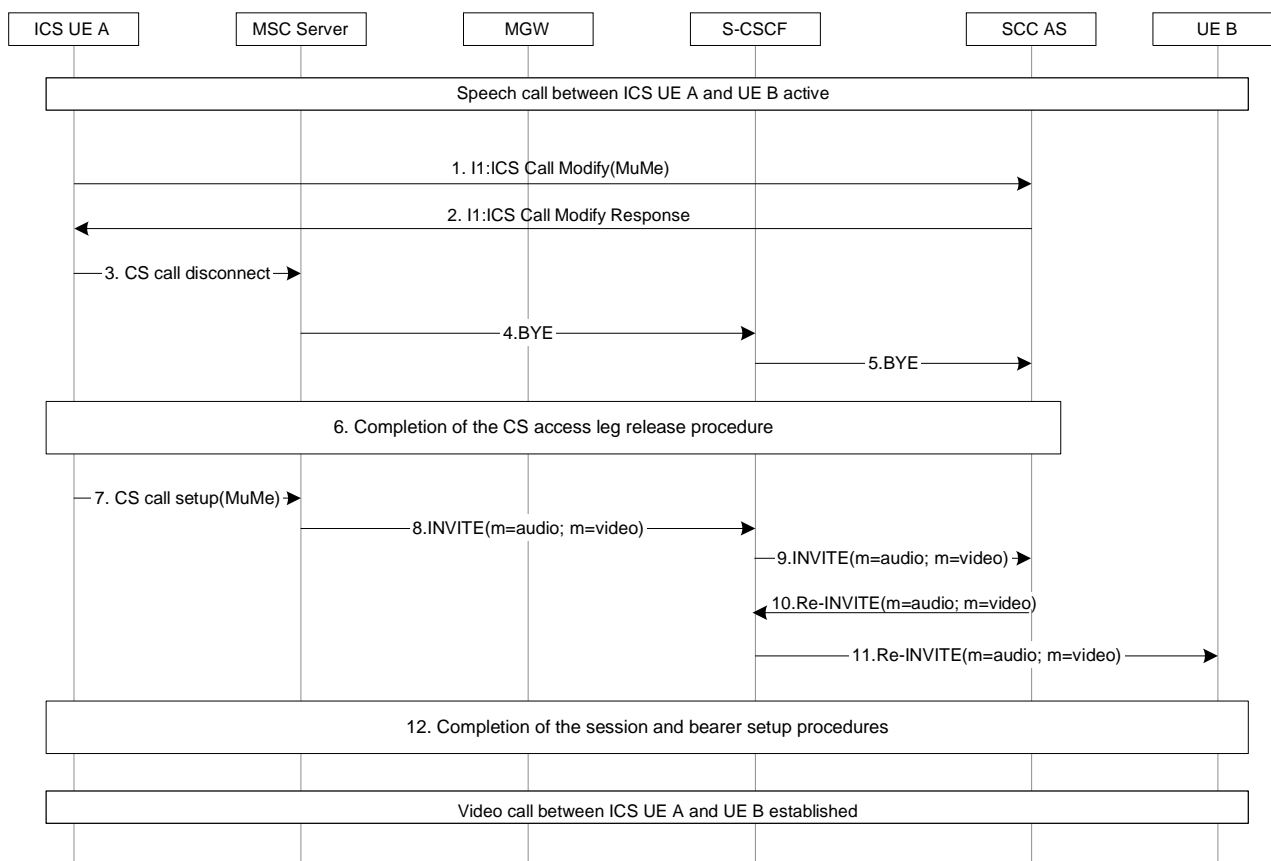 ICS UE A
MSC Server
MGW
S-CSCF
SCC AS
UE B
Speech call between ICS UE A and UE B active
1. I1:ICS Call Modify(MuMe)
2. I1:ICS Call Modify Response
3. CS call disconnect
4.BYE
5.BYE
6. Completion of the CS access leg release procedure
7. CS call setup(MuMe)
8.INVITE(m=audio; m=video)
9.INVITE(m=audio; m=video)
10.Re-INVITE(m=audio; m=video)
11.Re-INVITE(m=audio; m=video)
12. Completion of the session and bearer setup procedures
Video call between ICS UE A and UE B established